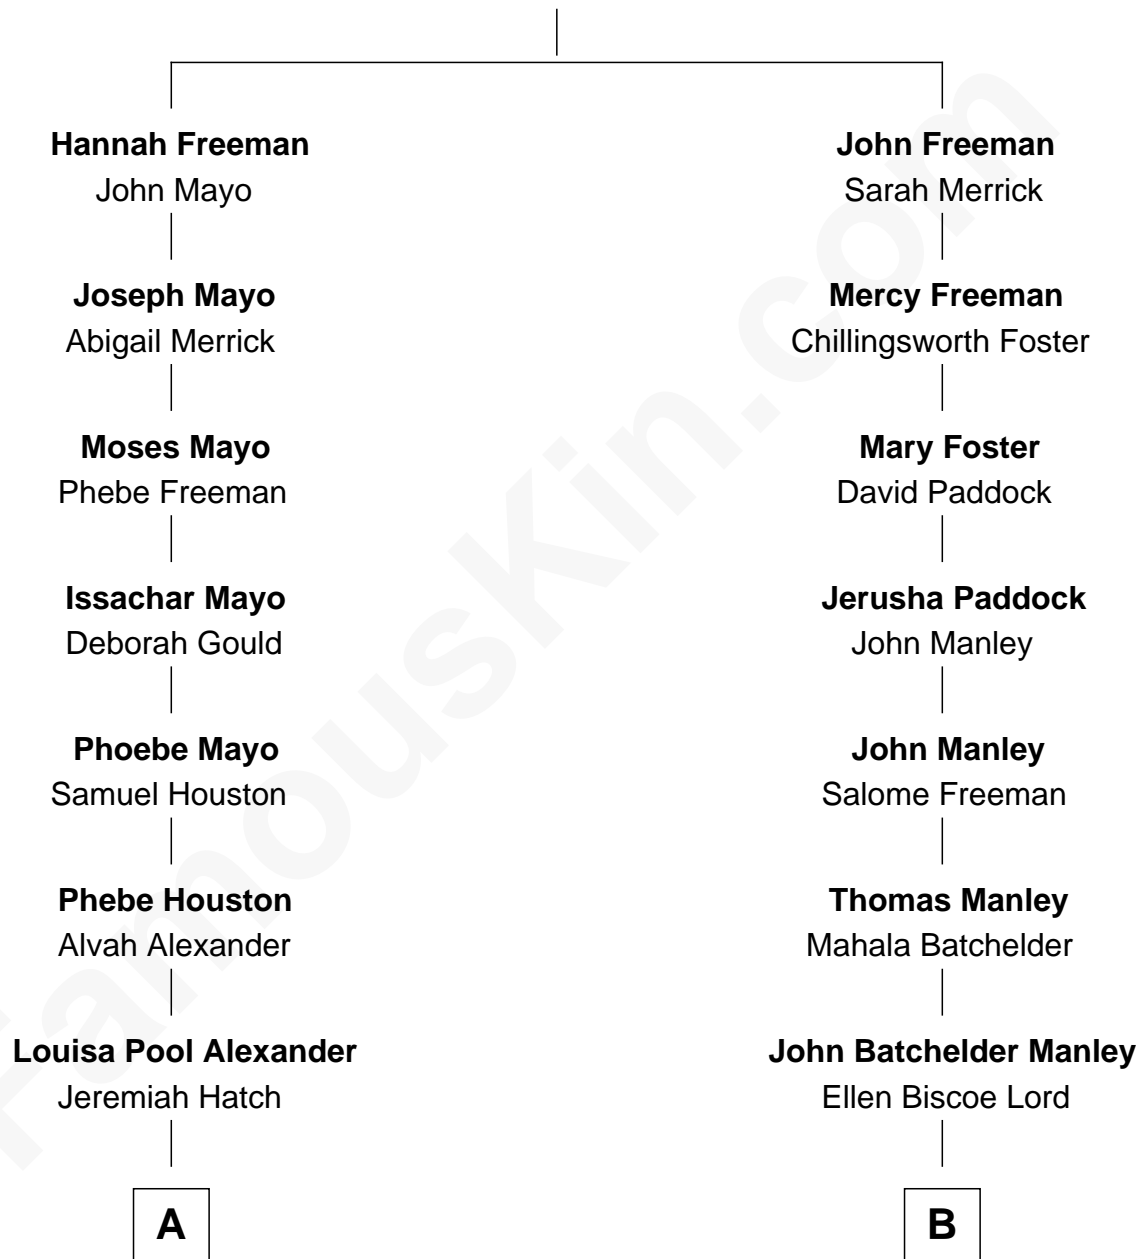 Hannah Freeman
John Mayo
Joseph Mayo
Abigail Merrick
Moses Mayo
Phebe Freeman
Issachar Mayo
Deborah Gould
Phoebe Mayo
Samuel Houston
Phebe Houston
Alvah Alexander
Louisa Pool Alexander
Jeremiah Hatch
A
John Freeman
Sarah Merrick
Mercy Freeman
Chillingsworth Foster
Mary Foster
David Paddock
Jerusha Paddock
John Manley
John Manley
Salome Freeman
Thomas Manley
Mahala Batchelder
John Batchelder Manley
Ellen Biscoe Lord
B
FamousKin.com